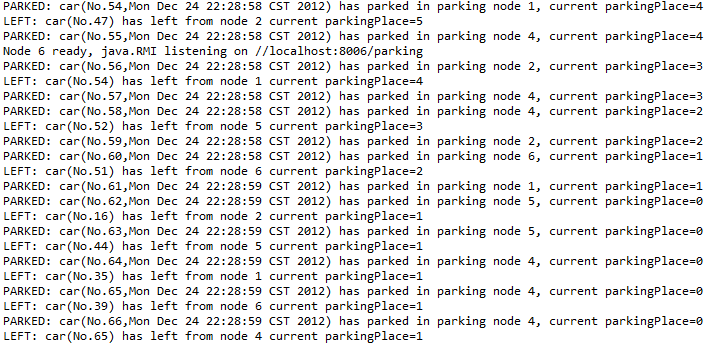 PARKED: car(No.54,Mon Dec 24 22:28:58 CST 2012) has parked in parking node 1, current parkingPlace=4
LEFT: car(No.47) has left from node 2 current parkingPlace=5
PARKED: car(No.55,Mon Dec 24 22:28:58 CST 2012) has parked in parking node 4, current parkingPlace=4
Node 6 ready, java.RMI listening on //localhost:8006/parking
PARKED: car(No.56,Mon Dec 24 22:28:58 CST 2012) has parked in parking node 2, current parkingPlace=3
LEFT: car(No.54) has left from node 1 current parkingPlace=4
PARKED: car(No.57,Mon Dec 24 22:28:58 CST 2012) has parked in parking node 4, current parkingPlace=3
PARKED: car(No.58,Mon Dec 24 22:28:58 CST 2012) has parked in parking node 4, current parkingPlace=2
LEFT: car(No.52) has left from node 5 current parkingPlace=3
PARKED: car(No.59,Mon Dec 24 22:28:58 CST 2012) has parked in parking node 2, current parkingPlace=2
PARKED: car(No.60,Mon Dec 24 22:28:58 CST 2012) has parked in parking node 6, current parkingPlace=1
LEFT: car(No.51) has left from node 6 current parkingPlace=2
PARKED: car(No.61,Mon Dec 24 22:28:59 CST 2012) has parked in parking node 1, current parkingPlace=1
PARKED: car(No.62,Mon Dec 24 22:28:59 CST 2012) has parked in parking node 5, current parkingPlace=0
LEFT: car(No.16) has left from node 2 current parkingPlace=1
PARKED: car(No.63,Mon Dec 24 22:28:59 CST 2012) has parked in parking node 5, current parkingPlace=0
LEFT: car(No.44) has left from node 5 current parkingPlace=1
PARKED: car(No.64,Mon Dec 24 22:28:59 CST 2012) has parked in parking node 4, current parkingPlace=0
LEFT: car(No.35) has left from node 1 current parkingPlace=1
PARKED: car(No.65,Mon Dec 24 22:28:59 CST 2012) has parked in parking node 4, current parkingPlace=0
LEFT: car(No.39) has left from node 6 current parkingPlace=1
PARKED: car(No.66,Mon Dec 24 22:28:59 CST 2012) has parked in parking node 4, current parkingPlace=0
LEFT: car(No.65) has left from node 4 current parkingPlace=1